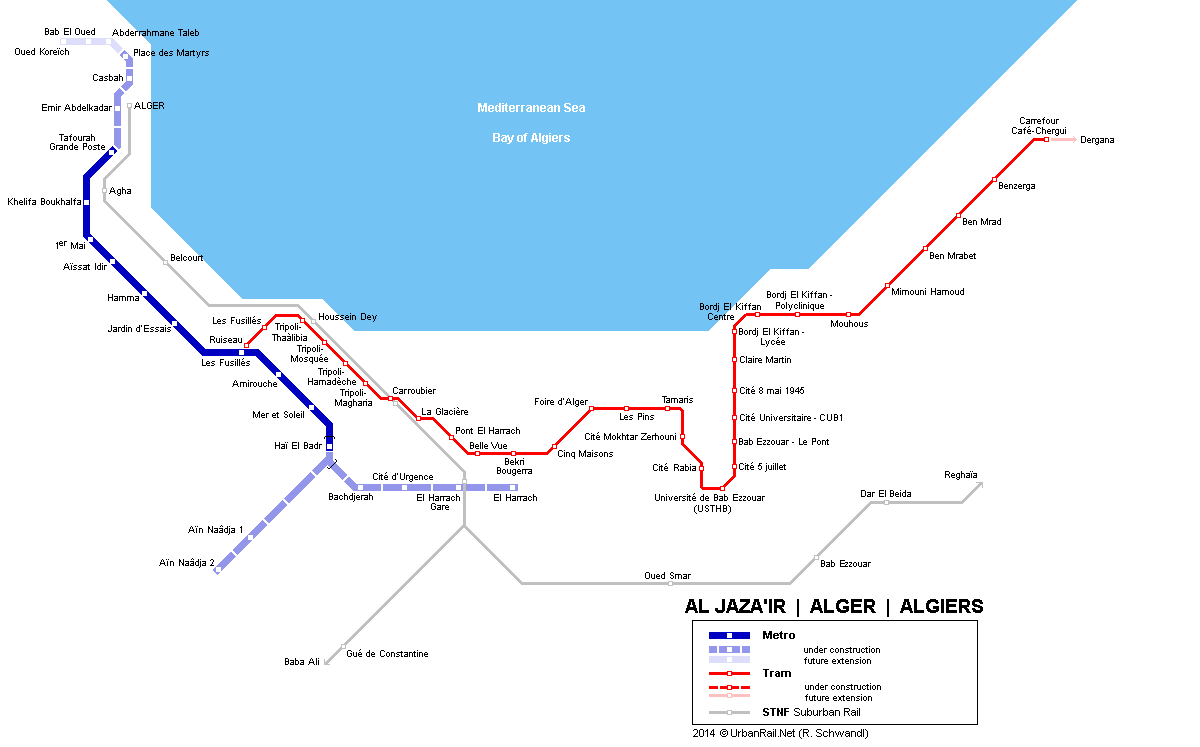 Bab El Oued
Abderrahmane Taleb
Oued Koreïch
Place des Martyrs
Casbah
Emir Abdelkadar
ALGER
Tafourah
Grande Poste
Agha
Khelifa Boukhalfa
1er Mai
Aïssat Idir
Belcourt
Hamma
Jardin d'Essais
Les Fusillés
Ruiseau
Les Fusillés
Houssein Dey
Tripoli-
Thaàlibia
Tripoli-
Mosquée
Tripoli-
Hamadèche
Tripoli-
Magharia
Amirouche
Mer et Soleil
Haï El Badr
Carroubier
La Glacière
Pont El Harrach
Belle Vue
Bekri
Bougerra
Cinq Maisons
Foire d'Alger
Les Pins
Tamaris
Cité Mokhtar Zerhouni
Cité Rabia
Université de Bab Ezzouar
(USTHB)
Cité 5 juillet
Bab Ezzouar - Le Pont
Cité Universitaire - CUB1
Cité 8 mai 1945
Claire Martin
Bordj El Kiffan -
Lycée
Bordj El Kiffan
Centre
Bordj El Kiffan -
Polyclinique
Mouhous
Mimouni Hamoud
Ben Mrabet
Ben Mrad
Benzerga
Carrefour
Café-Chergui
Dergana
Mediterranean Sea
Bay of Algiers
Cité d'Urgence
Bachdjerah
El Harrach
Gare
El Harrach
Aïn Naâdja 1
Aïn Naâdja 2
Reghaïa
Dar El Beida
Bab Ezzouar
Oued Smar
Gué de Constantine
Baba Ali
AL JAZA'IR | ALGER | ALGIERS
Metro
under construction
future extension
Tram
under construction
future extension
STNF Suburban Rail
2014 © UrbanRail.Net (R. Schwandl)